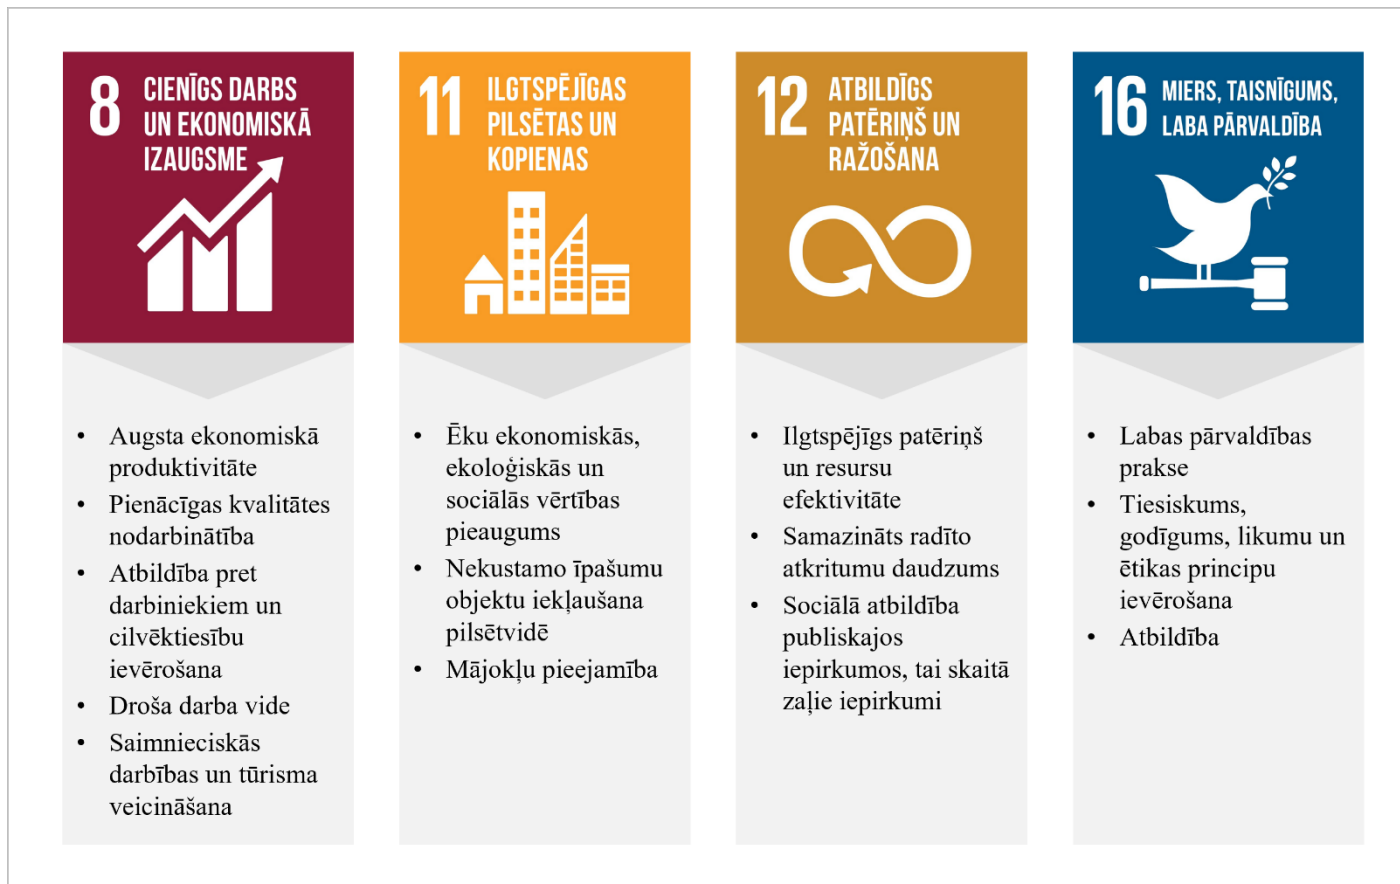 8
CIENĪGS DARBS
UN EKONOMISKĀ
IZAUGSME
• Augsta ekonomiskā
produktivitāte
• Pienācīgas kvalitātes
nodarbinātība
• Atbildība pret
darbiniekiem un
cilvēktiesību
ievērošana
• Droša darba vide
• Saimnieciskās
darbības un tūrisma
veicināšana
11
ILGTSPĒJĪGAS
PILSĒTAS UN
KOPIENAS
• Ēku ekonomiskās,
ekoloģiskās un
sociālās vērtības
pieaugums
• Nekustamo īpašumu
objektu iekļaušana
pilsētvidē
• Mājokļu pieejamība
12
ATBILDĪGS
PATĒRIŅŠ UN
RAŽOŠANA
• Ilgtspējīgs patēriņš
un resursu
efektivitāte
• Samazināts radīto
atkritumu daudzums
• Sociālā atbildība
publiskajos
iepirkumos, tai skaitā
zaļie iepirkumi
16
MIERS, TAISNĪGUMS,
LABA PĀRVALDĪBA
• Labas pārvaldības
prakse
• Tiesiskums,
godīgums, likumu un
ētikas principu
ievērošana
• Atbildība